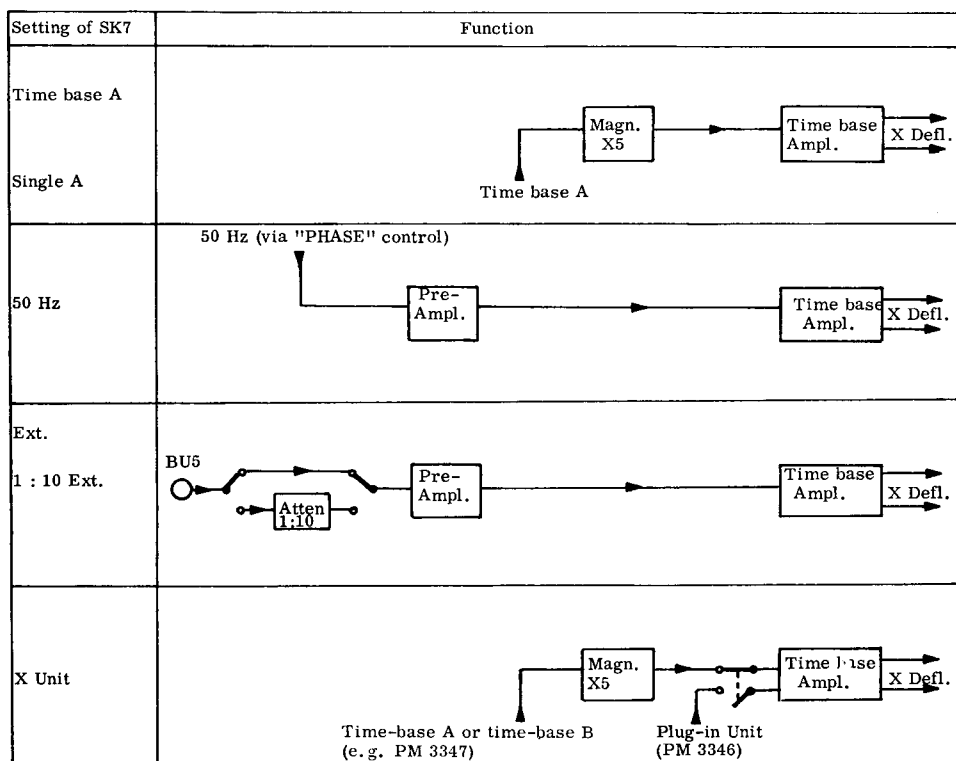 Setting of SK7
Function
Time base A
Single A
Magn.
X5
Time base
Ampl.
X Defl.
Time base A
50 Hz
50 Hz (via "PHASE" control)
Pre-
Ampl.
Time base
Ampl.
X Defl.
Ext.
1 : 10 Ext.
BU5
Atten
1:10
Pre-
Ampl.
Time base
Ampl.
X Defl.
X Unit
Magn.
X5
Time base
Ampl.
X Defl.
Time-base A or time-base B
(e.g. PM 3347)
Plug-in Unit
(PM 3346)